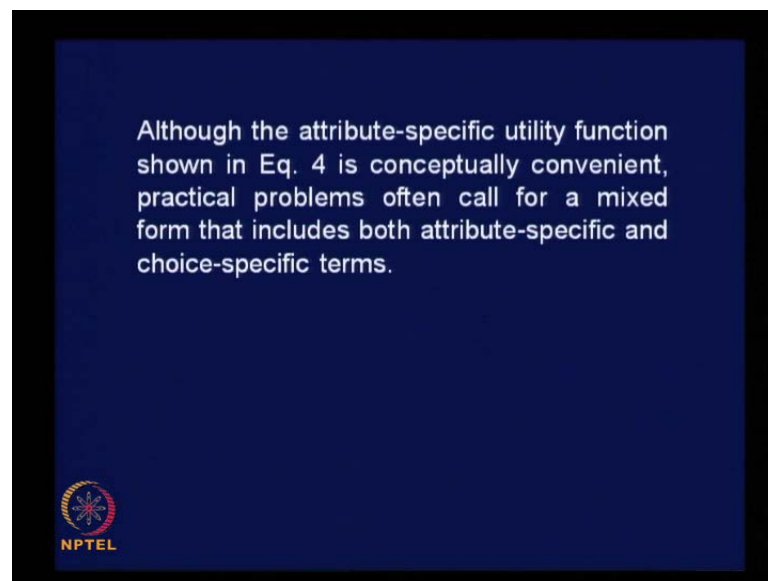 Although the attribute-specific utility function
shown in Eq. 4 is conceptually convenient,
practical problems often call for a mixed
form that includes both attribute-specific and
choice-specific terms.
NPTEL